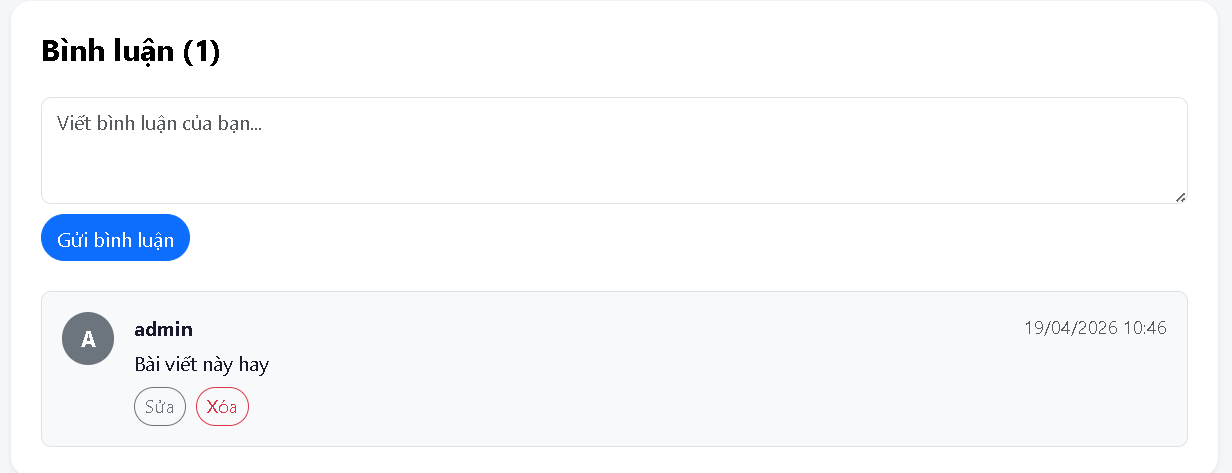 Bình luận (1)
Viết bình luận của bạn...
Gửi bình luận
A
admin
19/04/2026 10:46
Bài viết này hay
Sửa
Xóa